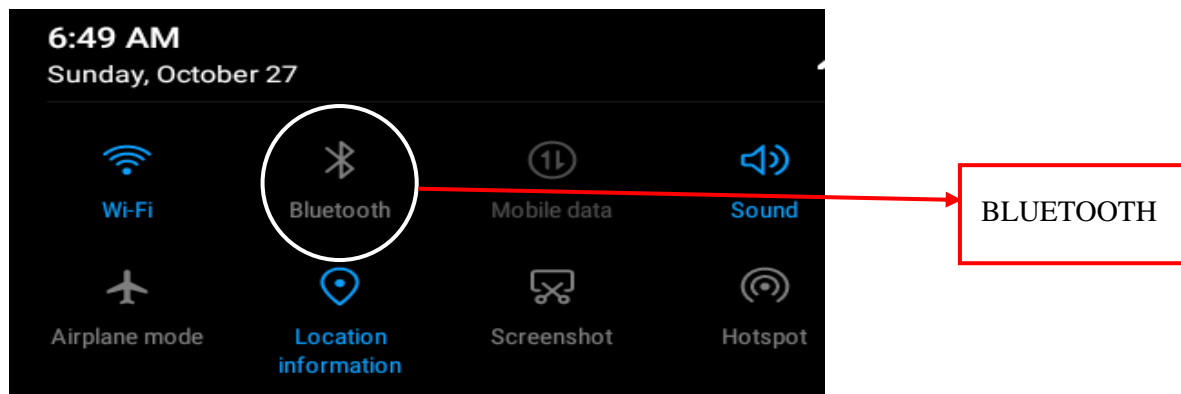 6:49 AM
Sunday, October 27
Wi-Fi
Bluetooth
Mobile data
Sound
BLUETOOTH
Airplane mode
Location
information
Screenshot
Hotspot